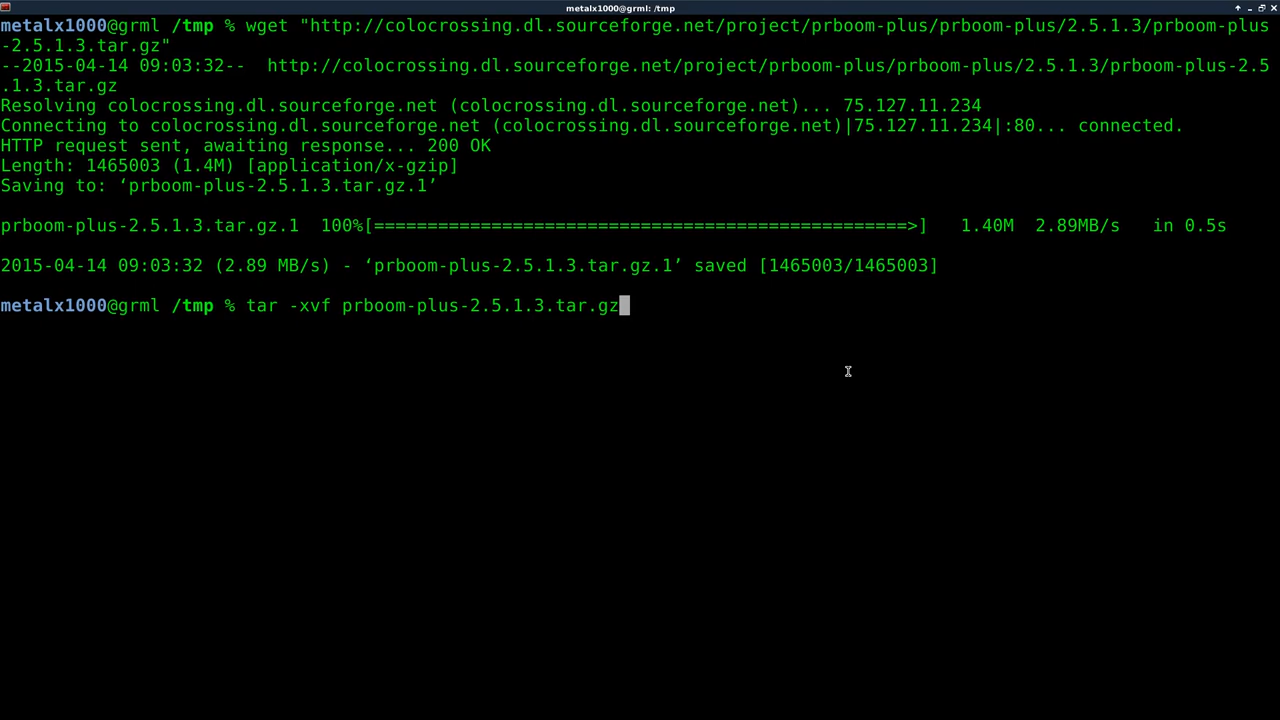 metalx1000@grml: /tmp
metalx1000@grml /tmp % wget "http://colocrossing.dl.sourceforge.net/project/prboom-plus/prboom-plus/2.5.1.3/prboom-plus
-2.5.1.3.tar.gz"
--2015-04-14 09:03:32--  http://colocrossing.dl.sourceforge.net/project/prboom-plus/prboom-plus/2.5.1.3/prboom-plus-2.5
.1.3.tar.gz
Resolving colocrossing.dl.sourceforge.net (colocrossing.dl.sourceforge.net)... 75.127.11.234
Connecting to colocrossing.dl.sourceforge.net (colocrossing.dl.sourceforge.net)|75.127.11.234|:80... connected.
HTTP request sent, awaiting response... 200 OK
Length: 1465003 (1.4M) [application/x-gzip]
Saving to: ‘prboom-plus-2.5.1.3.tar.gz.1’
prboom-plus-2.5.1.3.tar.gz.1  100%[==================================================>]   1.40M  2.89MB/s   in 0.5s
2015-04-14 09:03:32 (2.89 MB/s) - ‘prboom-plus-2.5.1.3.tar.gz.1’ saved [1465003/1465003]
metalx1000@grml /tmp % tar -xvf prboom-plus-2.5.1.3.tar.gz